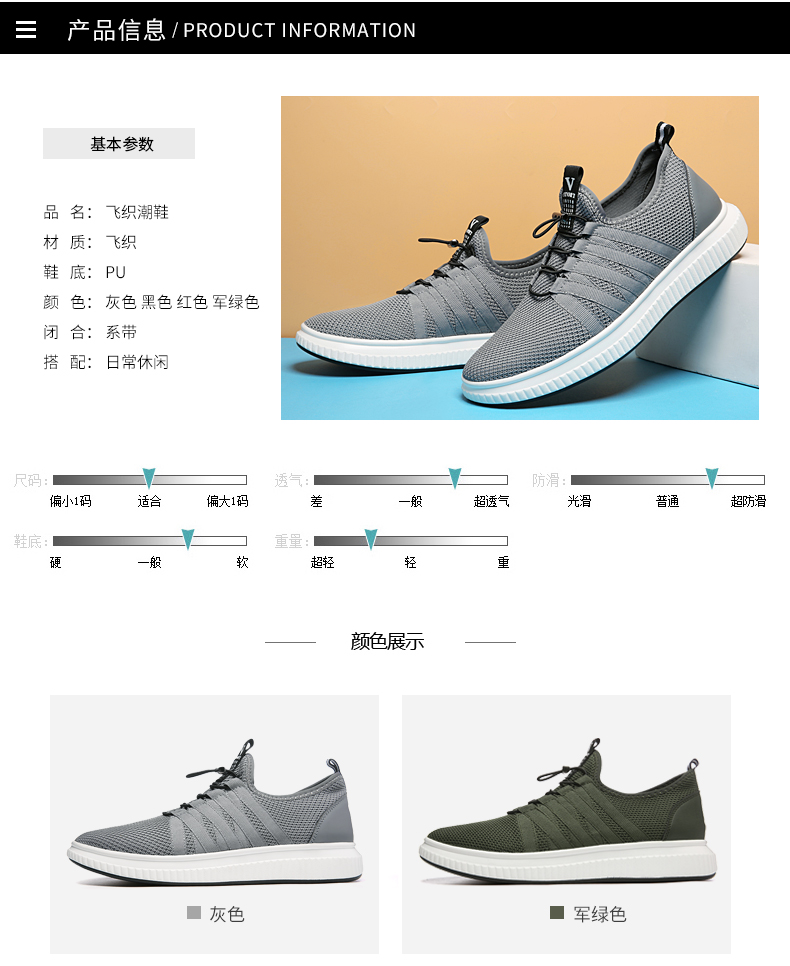 产品信息 / PRODUCT INFORMATION
基本参数
品 名： 飞织潮鞋
材 质： 飞织
鞋 底： PU
颜 色： 灰色 黑色 红色 军绿色
闭 合： 系带
搭 配： 日常休闲
V
尺码：
偏小1码 适合 偏大1码
透气：
差 一般 超透气
防滑：
光滑 普通 超防滑
鞋底：
硬 一般 软
重量：
超轻 轻 重
颜色展示
灰色
军绿色